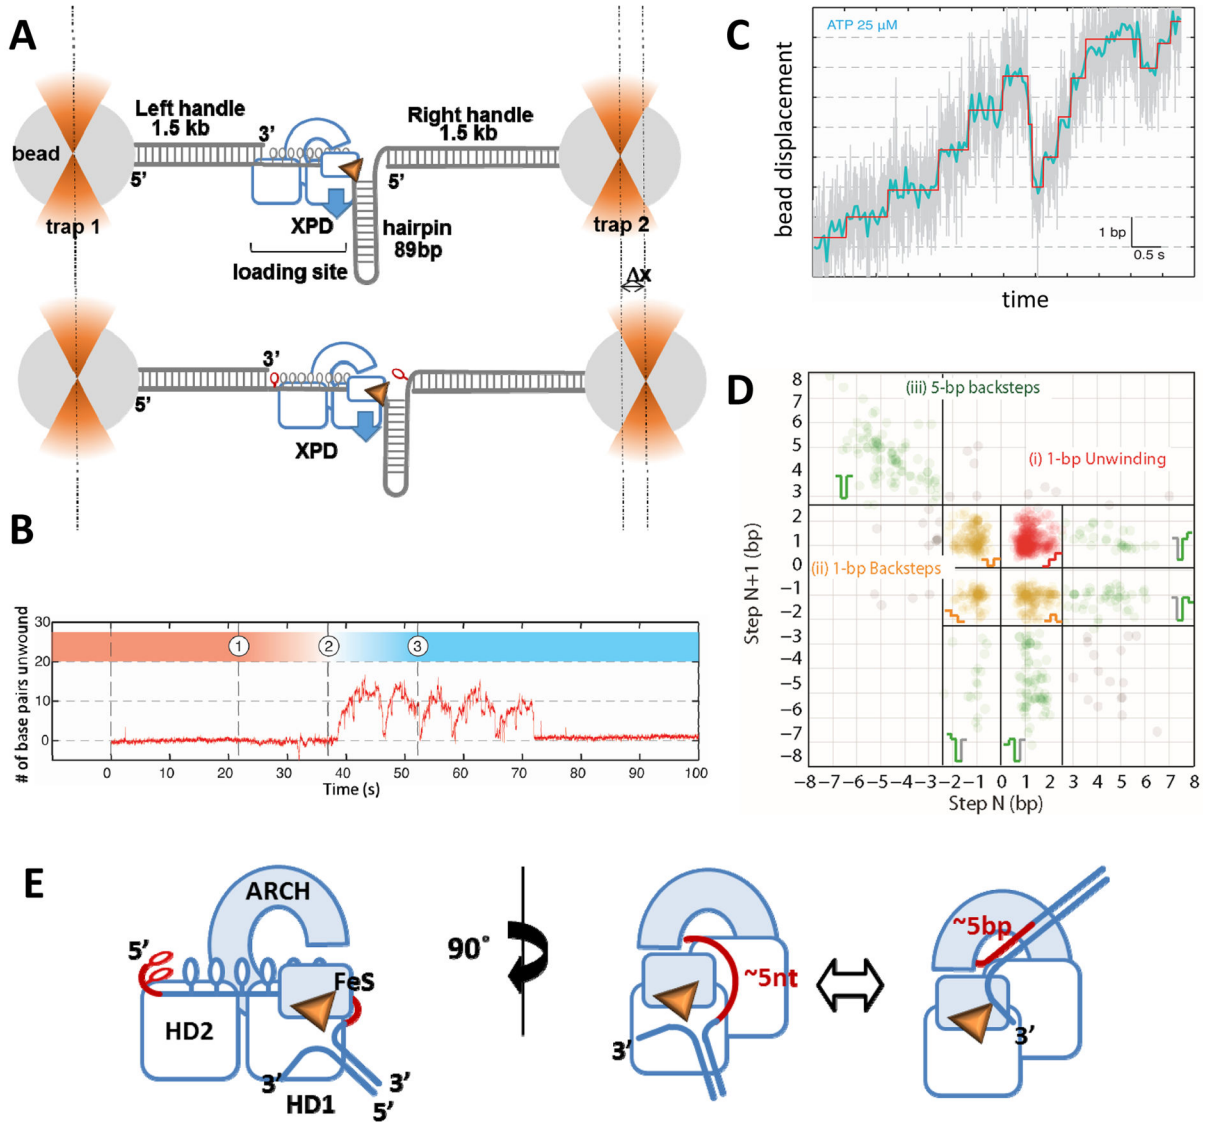 A
Left handle
1.5 kb
3’
Right handle
1.5 kb
bead
5’
5’
trap 1
XPD
hairpin
89bp
trap 2
loading site
Δx
3’
5’
XPD
B
# of base pairs unwound
30
20
10
0
1
2
3
0 10 20 30 40 50 60 70 80 90 100
Time (s)
C
ATP 25 µM
bead displacement
1 bp
0.5 s
time
D
(iii) 5-bp backsteps
(i) 1-bp Unwinding
(ii) 1-bp Backsteps
Step N+1 (bp)
8
7
6
5
4
3
2
1
0
−1
−2
−3
−4
−5
−6
−7
−8
−8 −7 −6 −5 −4 −3 −2 −1 0 1 2 3 4 5 6 7 8
Step N (bp)
E
ARCH
5’
FeS
HD2
3’
HD1
3’
5’
90°
~5nt
3’
~5bp
3’